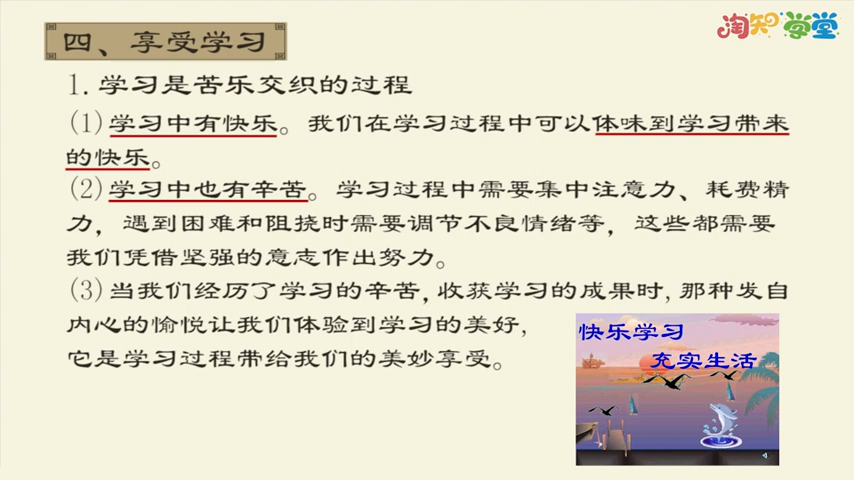 淘知学堂
四、享受学习
1.学习是苦乐交织的过程
(1)学习中有快乐。我们在学习过程中可以体味到学习带来
的快乐。
(2)学习中也有辛苦。学习过程中需要集中注意力、耗费精
力，遇到困难和阻挠时需要调节不良情绪等，这些都需要
我们凭借坚强的意志作出努力。
(3)当我们经历了学习的辛苦,收获学习的成果时,那种发自
内心的愉悦让我们体验到学习的美好,
它是学习过程带给我们的美妙享受。
快乐学习
充实生活